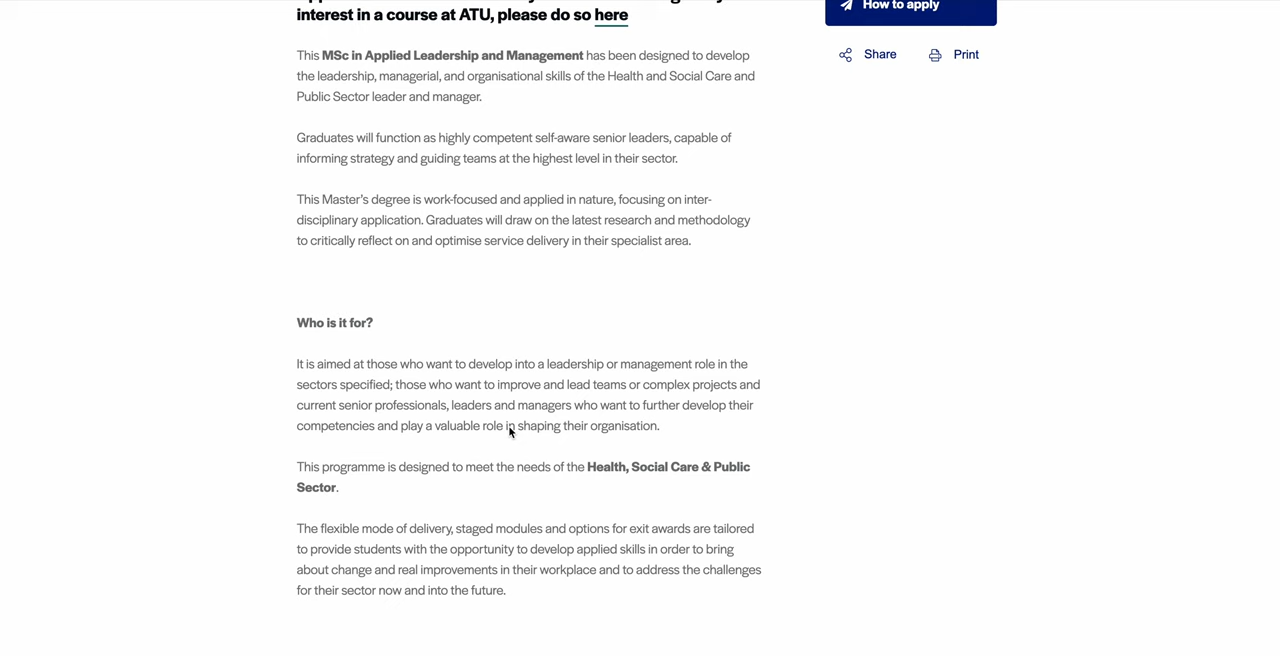 interest in a course at ATU, please do so here
How to apply
Share
Print
This MSc in Applied Leadership and Management has been designed to develop
the leadership, managerial, and organisational skills of the Health and Social Care and
Public Sector leader and manager.
Graduates will function as highly competent self-aware senior leaders, capable of
informing strategy and guiding teams at the highest level in their sector.
This Master's degree is work-focused and applied in nature, focusing on inter-
disciplinary application. Graduates will draw on the latest research and methodology
to critically reflect on and optimise service delivery in their specialist area.
Who is it for?
It is aimed at those who want to develop into a leadership or management role in the
sectors specified; those who want to improve and lead teams or complex projects and
current senior professionals, leaders and managers who want to further develop their
competencies and play a valuable role in shaping their organisation.
This programme is designed to meet the needs of the Health, Social Care & Public
Sector.
The flexible mode of delivery, staged modules and options for exit awards are tailored
to provide students with the opportunity to develop applied skills in order to bring
about change and real improvements in their workplace and to address the challenges
for their sector now and into the future.